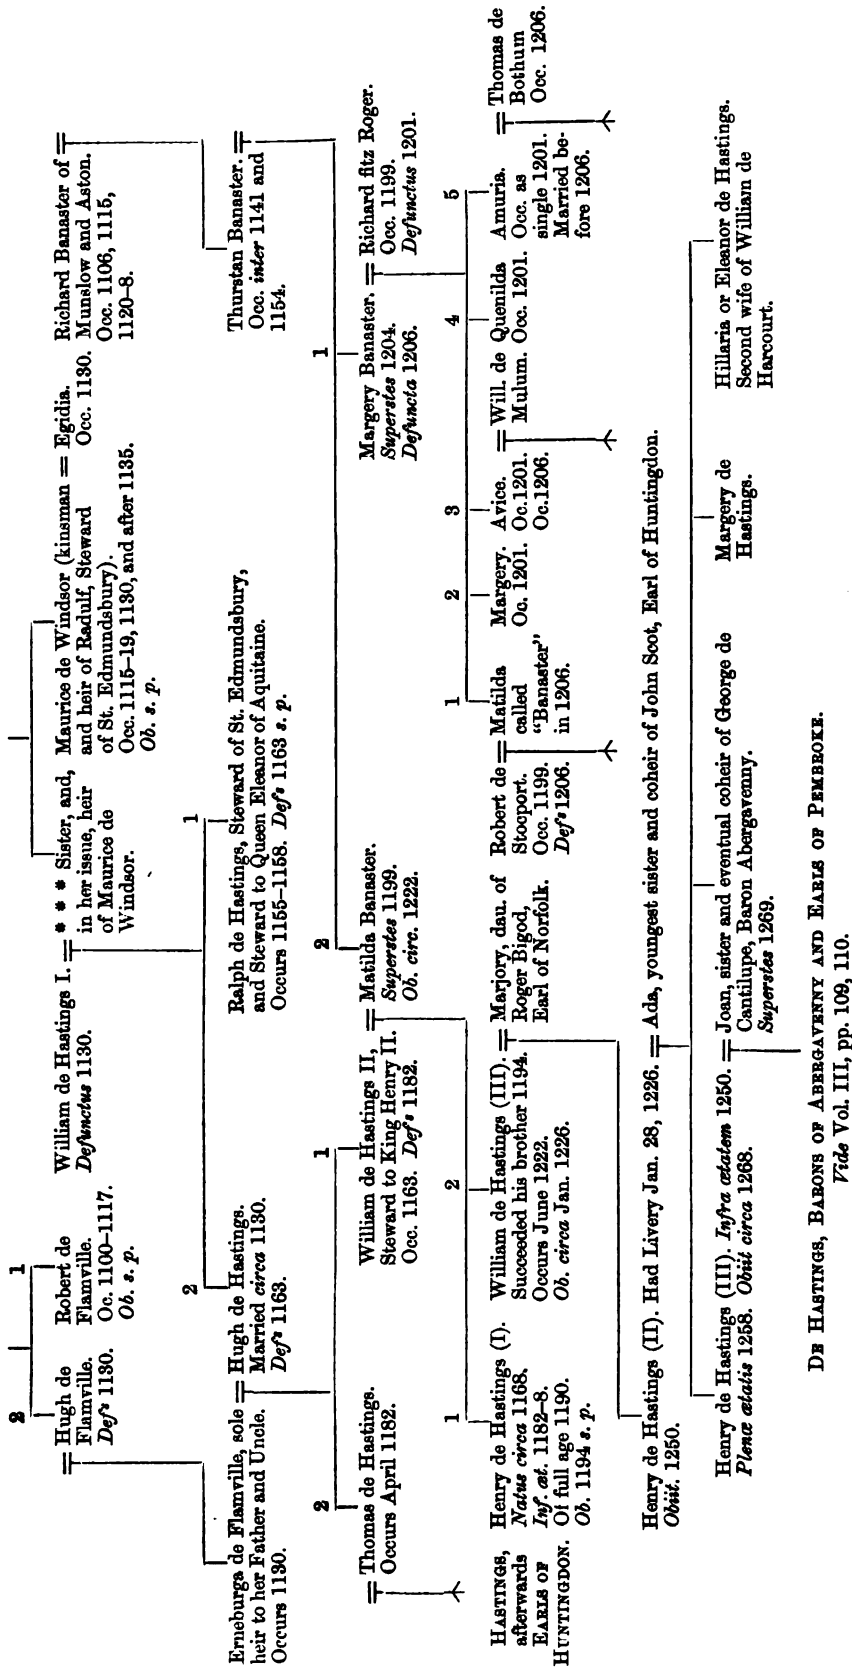 2
1
= Hugh de
Flamville.
Defs 1130.
Robert de
Flamville.
Oc. 1100–1117.
Ob. s. p.
William de Hastings I. =
Defunctus 1130.
* * * Sister, and,
in her issue, heir
of Maurice de
Windsor.
Maurice de Windsor (kinsman = Egidia.
and heir of Radulf, Steward Occ. 1130.
of St. Edmundsbury).
Occ. 1115–19, 1130, and after 1135.
Ob. s. p.
Richard Banaster of =
Munslow and Aston.
Occ. 1106, 1115,
1120–8.
2
1
Erneburga de Flamville, sole =
heir to her Father and Uncle.
Occurs 1130.
Hugh de Hastings.
Married circa 1130.
Defs 1163.
Ralph de Hastings, Steward of St. Edmundsbury,
and Steward to Queen Eleanor of Aquitaine.
Occurs 1155–1158. Defs 1163 s. p.
Thurstan Banaster. =
Occ. inter 1141 and
1154.
2
1
2
1
= Thomas de Hastings.
Occurs April 1182.
William de Hastings II, =
Steward to King Henry II.
Occ. 1163. Defs 1182.
Matilda Banaster.
Superstes 1199.
Ob. circ. 1222.
Margery Banaster. =
Superstes 1204.
Defuncta 1206.
Richard fitz Roger.
Occ. 1199.
Defunctus 1201.
1
2
1
2
3
4
5
HASTINGS,
afterwards
EARLS OF
HUNTINGDON.
Henry de Hastings (I).
Natus circa 1168.
Inf. æt. 1182–8.
Of full age 1190.
Ob. 1194 s. p.
William de Hastings (III). =
Succeeded his brother 1194.
Occurs June 1222.
Ob. circa Jan. 1226.
Marjory, dau. of
Roger Bigod,
Earl of Norfolk.
Robert de =
Stocport.
Occ. 1199.
Defs 1206.
Matilda
called
"Banaster"
in 1206.
Margery.
Oc. 1201.
Avice. =
Oc. 1201.
Oc. 1206.
Will. de
Mulum.
Quenilda
Occ. 1201.
Amuria. =
Occ. as
single 1201.
Married be-
fore 1206.
Thomas de
Bothum
Occ. 1206.
Henry de Hastings (II). Had Livery Jan. 28, 1226. = Ada, youngest sister and coheir of John Scot, Earl of Huntingdon.
Obiit. 1250.
Henry de Hastings (III). Infra ætatem 1250. =
Plenæ ætatis 1258. Obiit circa 1268.
Joan, sister and eventual coheir of George de
Cantilupe, Baron Abergavenny.
Superstes 1269.
Margery de
Hastings.
Hillaria or Eleanor de Hastings.
Second wife of William de
Harcourt.
DE HASTINGS, BARONS OF ABERGAVENNY AND EARLS OF PEMBROKE.
Vide Vol. III, pp. 109, 110.